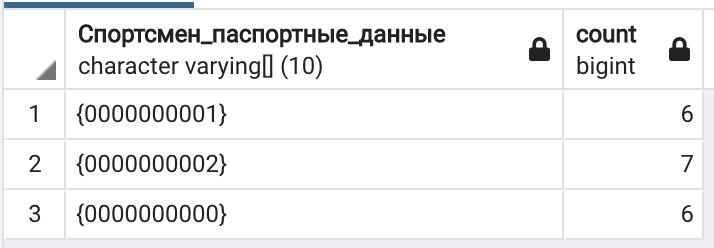 Спортсмен_паспортные_данные count
character varying[] (10) bigint
1 {0000000001} 6
2 {0000000002} 7
3 {0000000000} 6